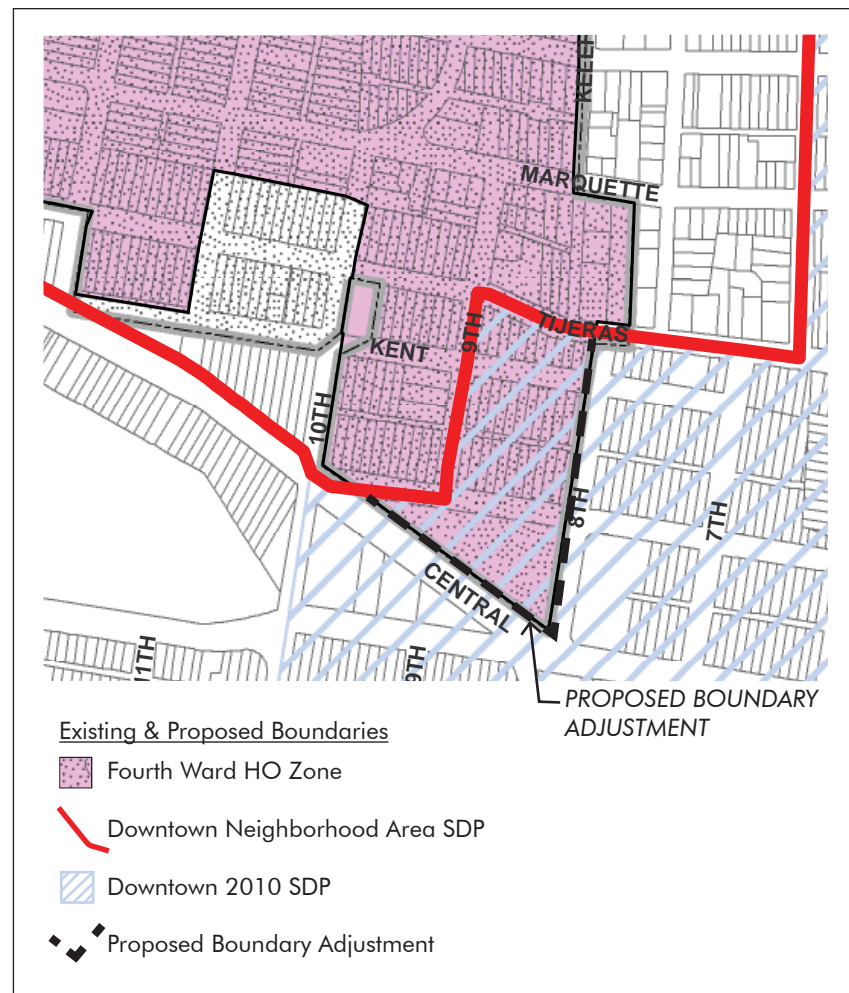 KELE
MARQUETTE
TIJERAS
9TH
KENT
10TH
8TH
7TH
CENTRAL
11TH
9TH
PROPOSED BOUNDARY
ADJUSTMENT
Existing & Proposed Boundaries
Fourth Ward HO Zone
Downtown Neighborhood Area SDP
Downtown 2010 SDP
Proposed Boundary Adjustment